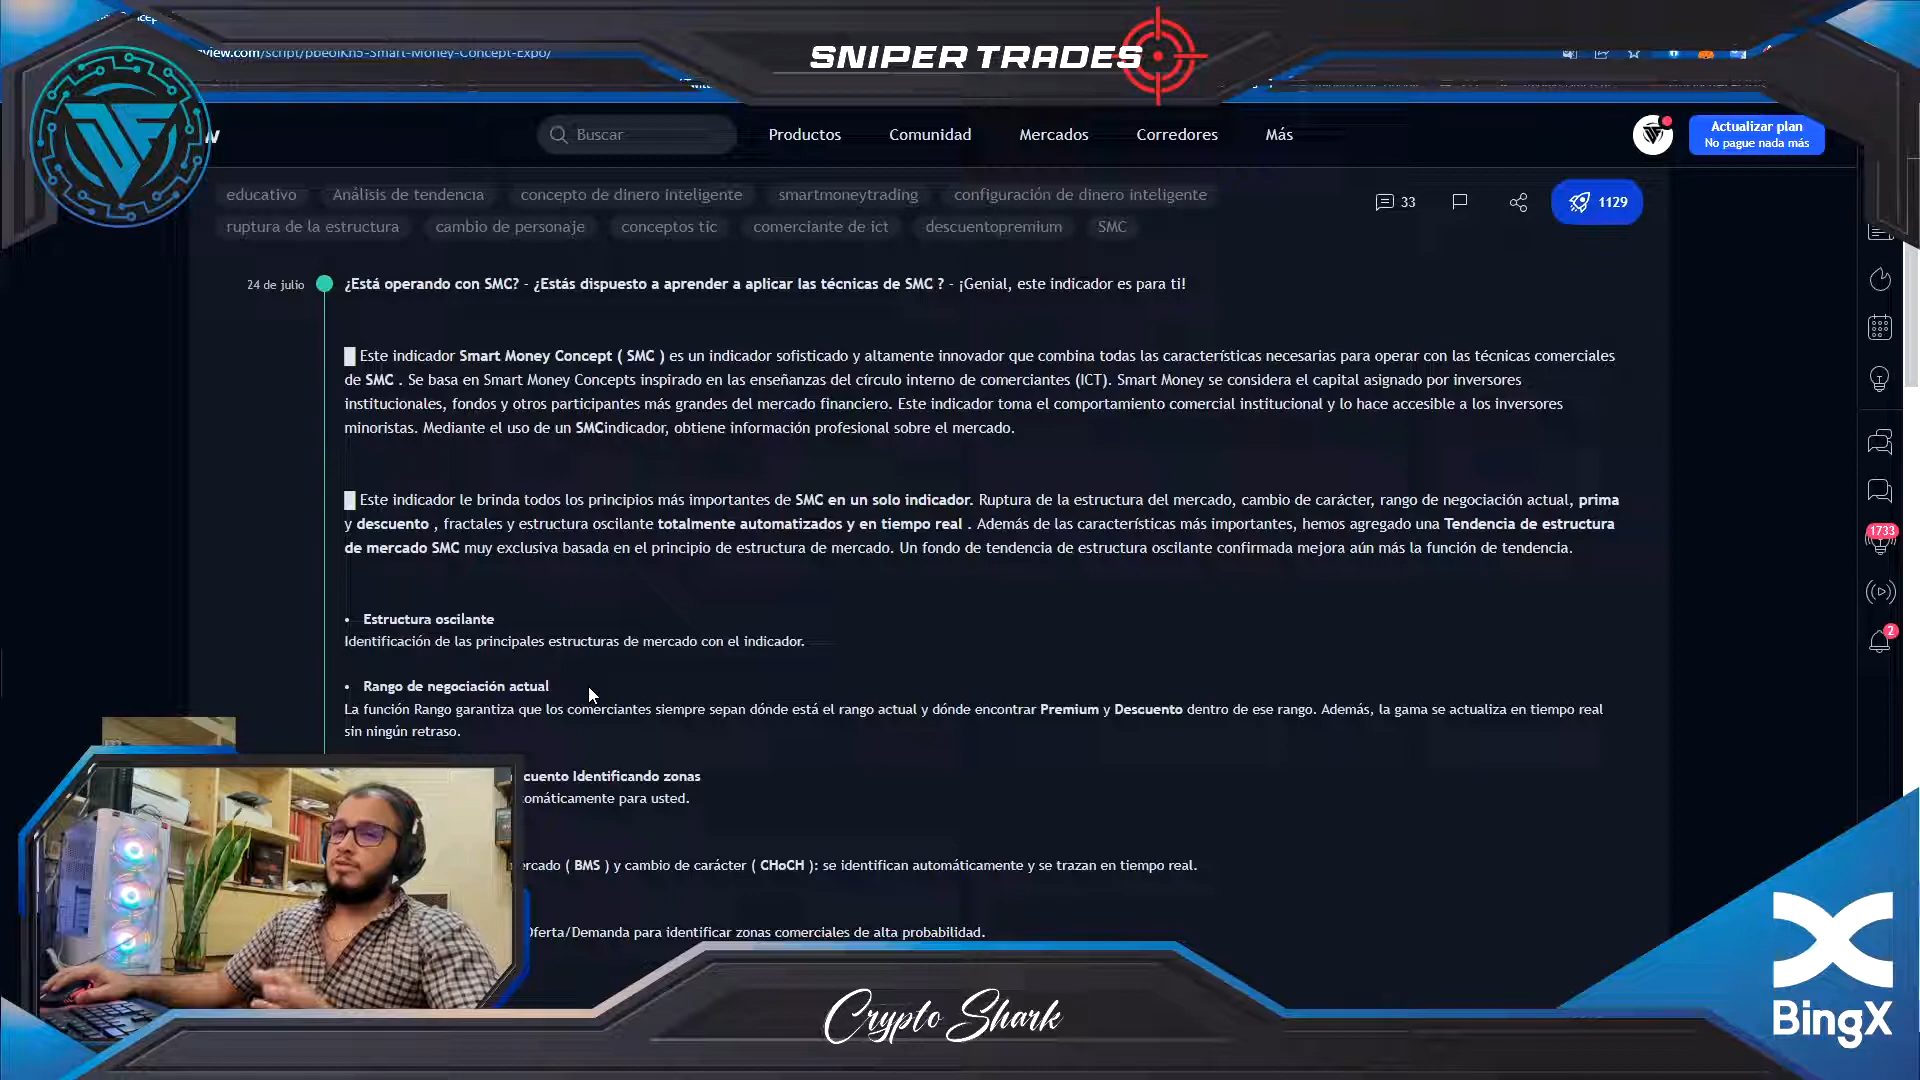 view.com/script/pbeolKh5-Smart-Money-Concept-Expo/
SNIPER TRADES
Buscar
Productos
Comunidad
Mercados
Corredores
Más
Actualizar plan
No pague nada más
educativo
Análisis de tendencia
concepto de dinero inteligente
smartmoneytrading
configuración de dinero inteligente
33
1129
ruptura de la estructura
cambio de personaje
conceptos tic
comerciante de ict
descuentopremium
SMC
24 de julio
¿Está operando con SMC? - ¿Estás dispuesto a aprender a aplicar las técnicas de SMC ? - ¡Genial, este indicador es para ti!
Este indicador Smart Money Concept ( SMC ) es un indicador sofisticado y altamente innovador que combina todas las características necesarias para operar con las técnicas comerciales
de SMC . Se basa en Smart Money Concepts inspirado en las enseñanzas del círculo interno de comerciantes (ICT). Smart Money se considera el capital asignado por inversores
institucionales, fondos y otros participantes más grandes del mercado financiero. Este indicador toma el comportamiento comercial institucional y lo hace accesible a los inversores
minoristas. Mediante el uso de un SMCindicador, obtiene información profesional sobre el mercado.
Este indicador le brinda todos los principios más importantes de SMC en un solo indicador. Ruptura de la estructura del mercado, cambio de carácter, rango de negociación actual, prima
y descuento , fractales y estructura oscilante totalmente automatizados y en tiempo real . Además de las características más importantes, hemos agregado una Tendencia de estructura
de mercado SMC muy exclusiva basada en el principio de estructura de mercado. Un fondo de tendencia de estructura oscilante confirmada mejora aún más la función de tendencia.
1733
• Estructura oscilante
Identificación de las principales estructuras de mercado con el indicador.
2
• Rango de negociación actual
La función Rango garantiza que los comerciantes siempre sepan dónde está el rango actual y dónde encontrar Premium y Descuento dentro de ese rango. Además, la gama se actualiza en tiempo real
sin ningún retraso.
cuento Identificando zonas
omáticamente para usted.
ercado ( BMS ) y cambio de carácter ( CHoCH ): se identifican automáticamente y se trazan en tiempo real.
Oferta/Demanda para identificar zonas comerciales de alta probabilidad.
Crypto Shark
BingX